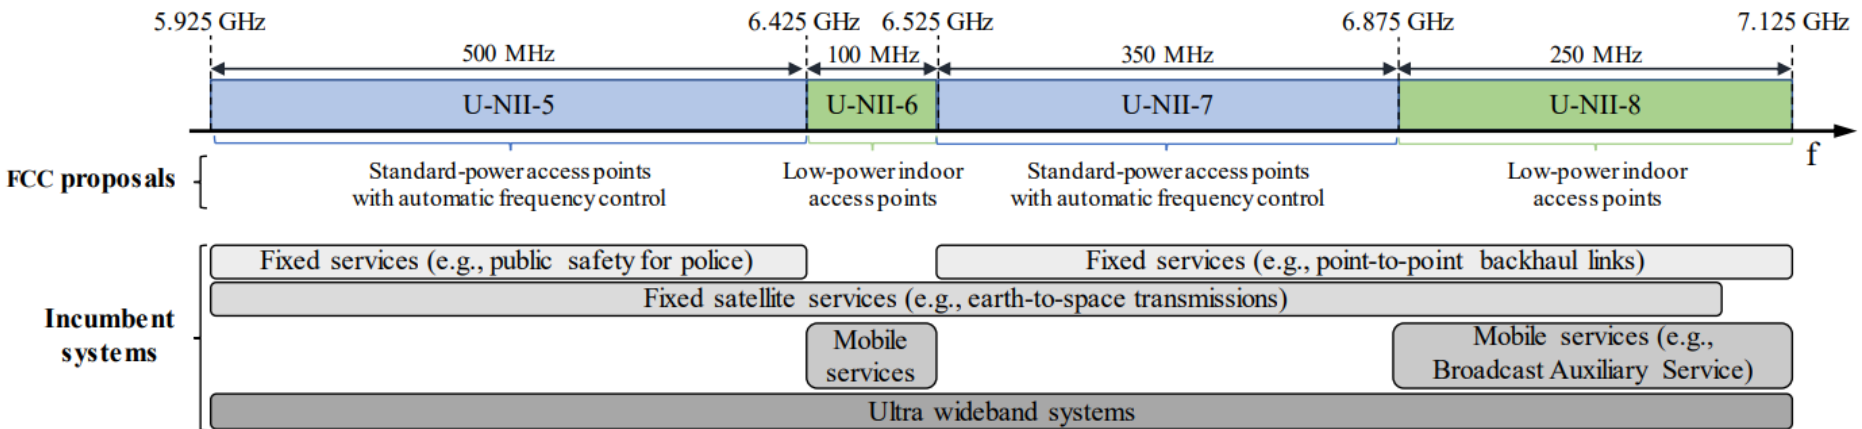 5.925 GHz
6.425 GHz
6.525 GHz
6.875 GHz
7.125 GHz
500 MHz
100 MHz
350 MHz
250 MHz
U-NII-5
U-NII-6
U-NII-7
U-NII-8
f
FCC proposals
Standard-power access points
with automatic frequency control
Low-power indoor
access points
Standard-power access points
with automatic frequency control
Low-power indoor
access points
Incumbent
systems
Fixed services (e.g., public safety for police)
Fixed services (e.g., point-to-point backhaul links)
Fixed satellite services (e.g., earth-to-space transmissions)
Mobile
services
Mobile services (e.g.,
Broadcast Auxiliary Service)
Ultra wideband systems